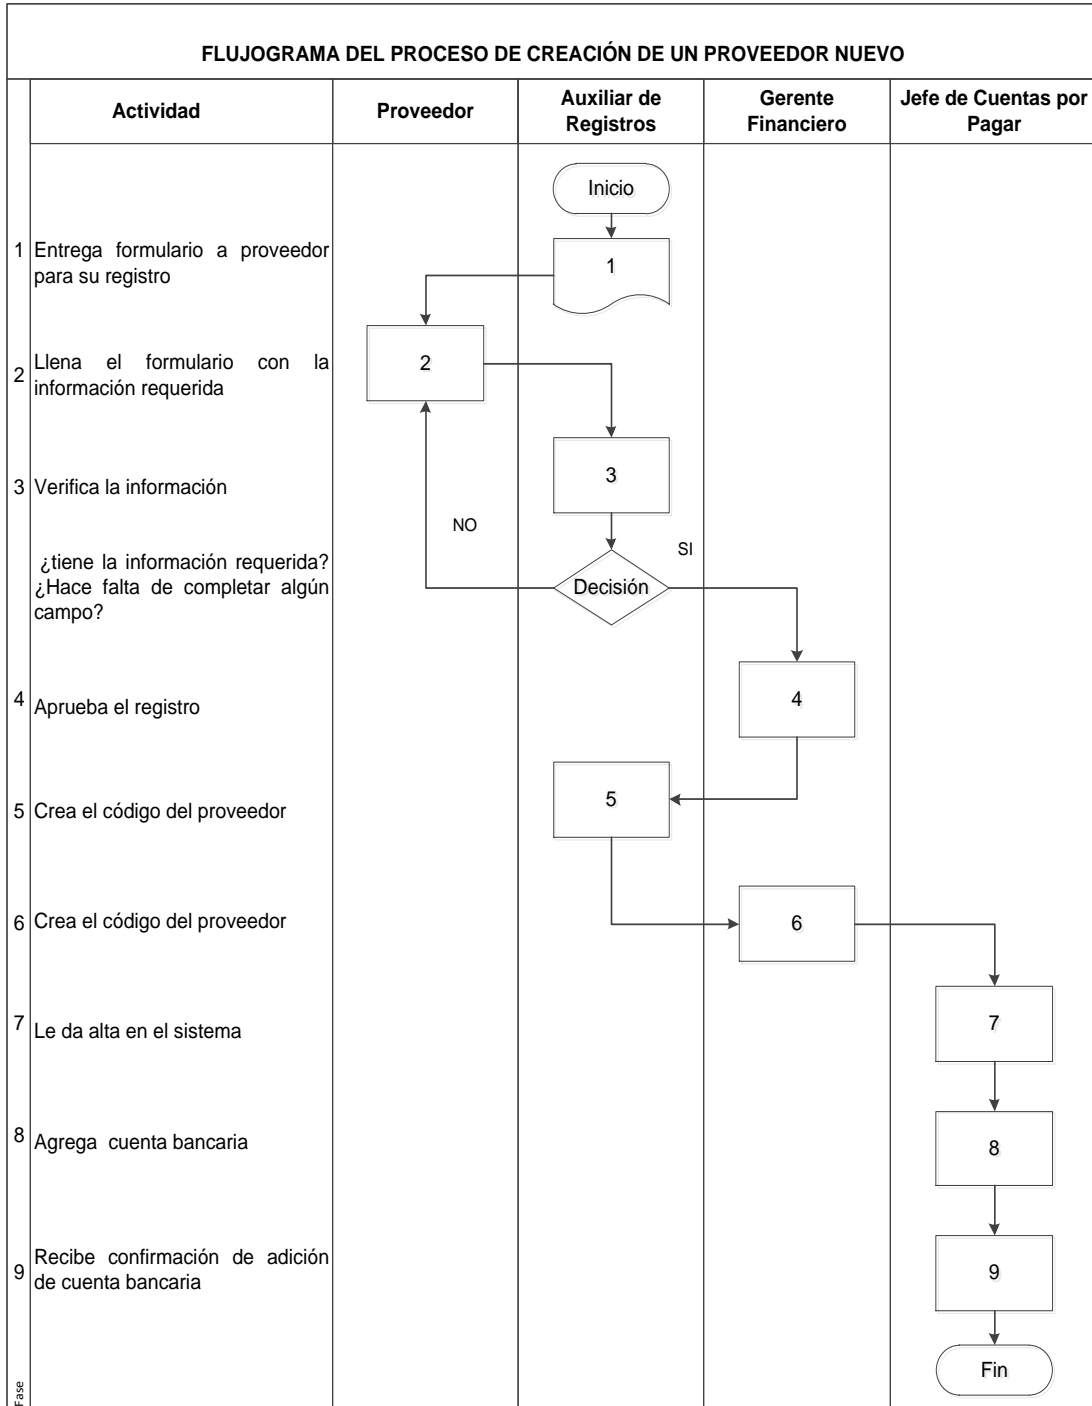 FLUJOGRAMA DEL PROCESO DE CREACIÓN DE UN PROVEEDOR NUEVO
Actividad
Proveedor
Auxiliar de
Registros
Gerente
Financiero
Jefe de Cuentas por
Pagar
Inicio
1 Entrega formulario a proveedor
para su registro
1
2 Llena el formulario con la
información requerida
2
3 Verifica la información
3
NO
SI
¿tiene la información requerida?
¿Hace falta de completar algún
campo?
Decisión
4 Aprueba el registro
4
5 Crea el código del proveedor
5
6 Crea el código del proveedor
6
7 Le da alta en el sistema
7
8 Agrega cuenta bancaria
8
9 Recibe confirmación de adición
de cuenta bancaria
9
Fin
Fase